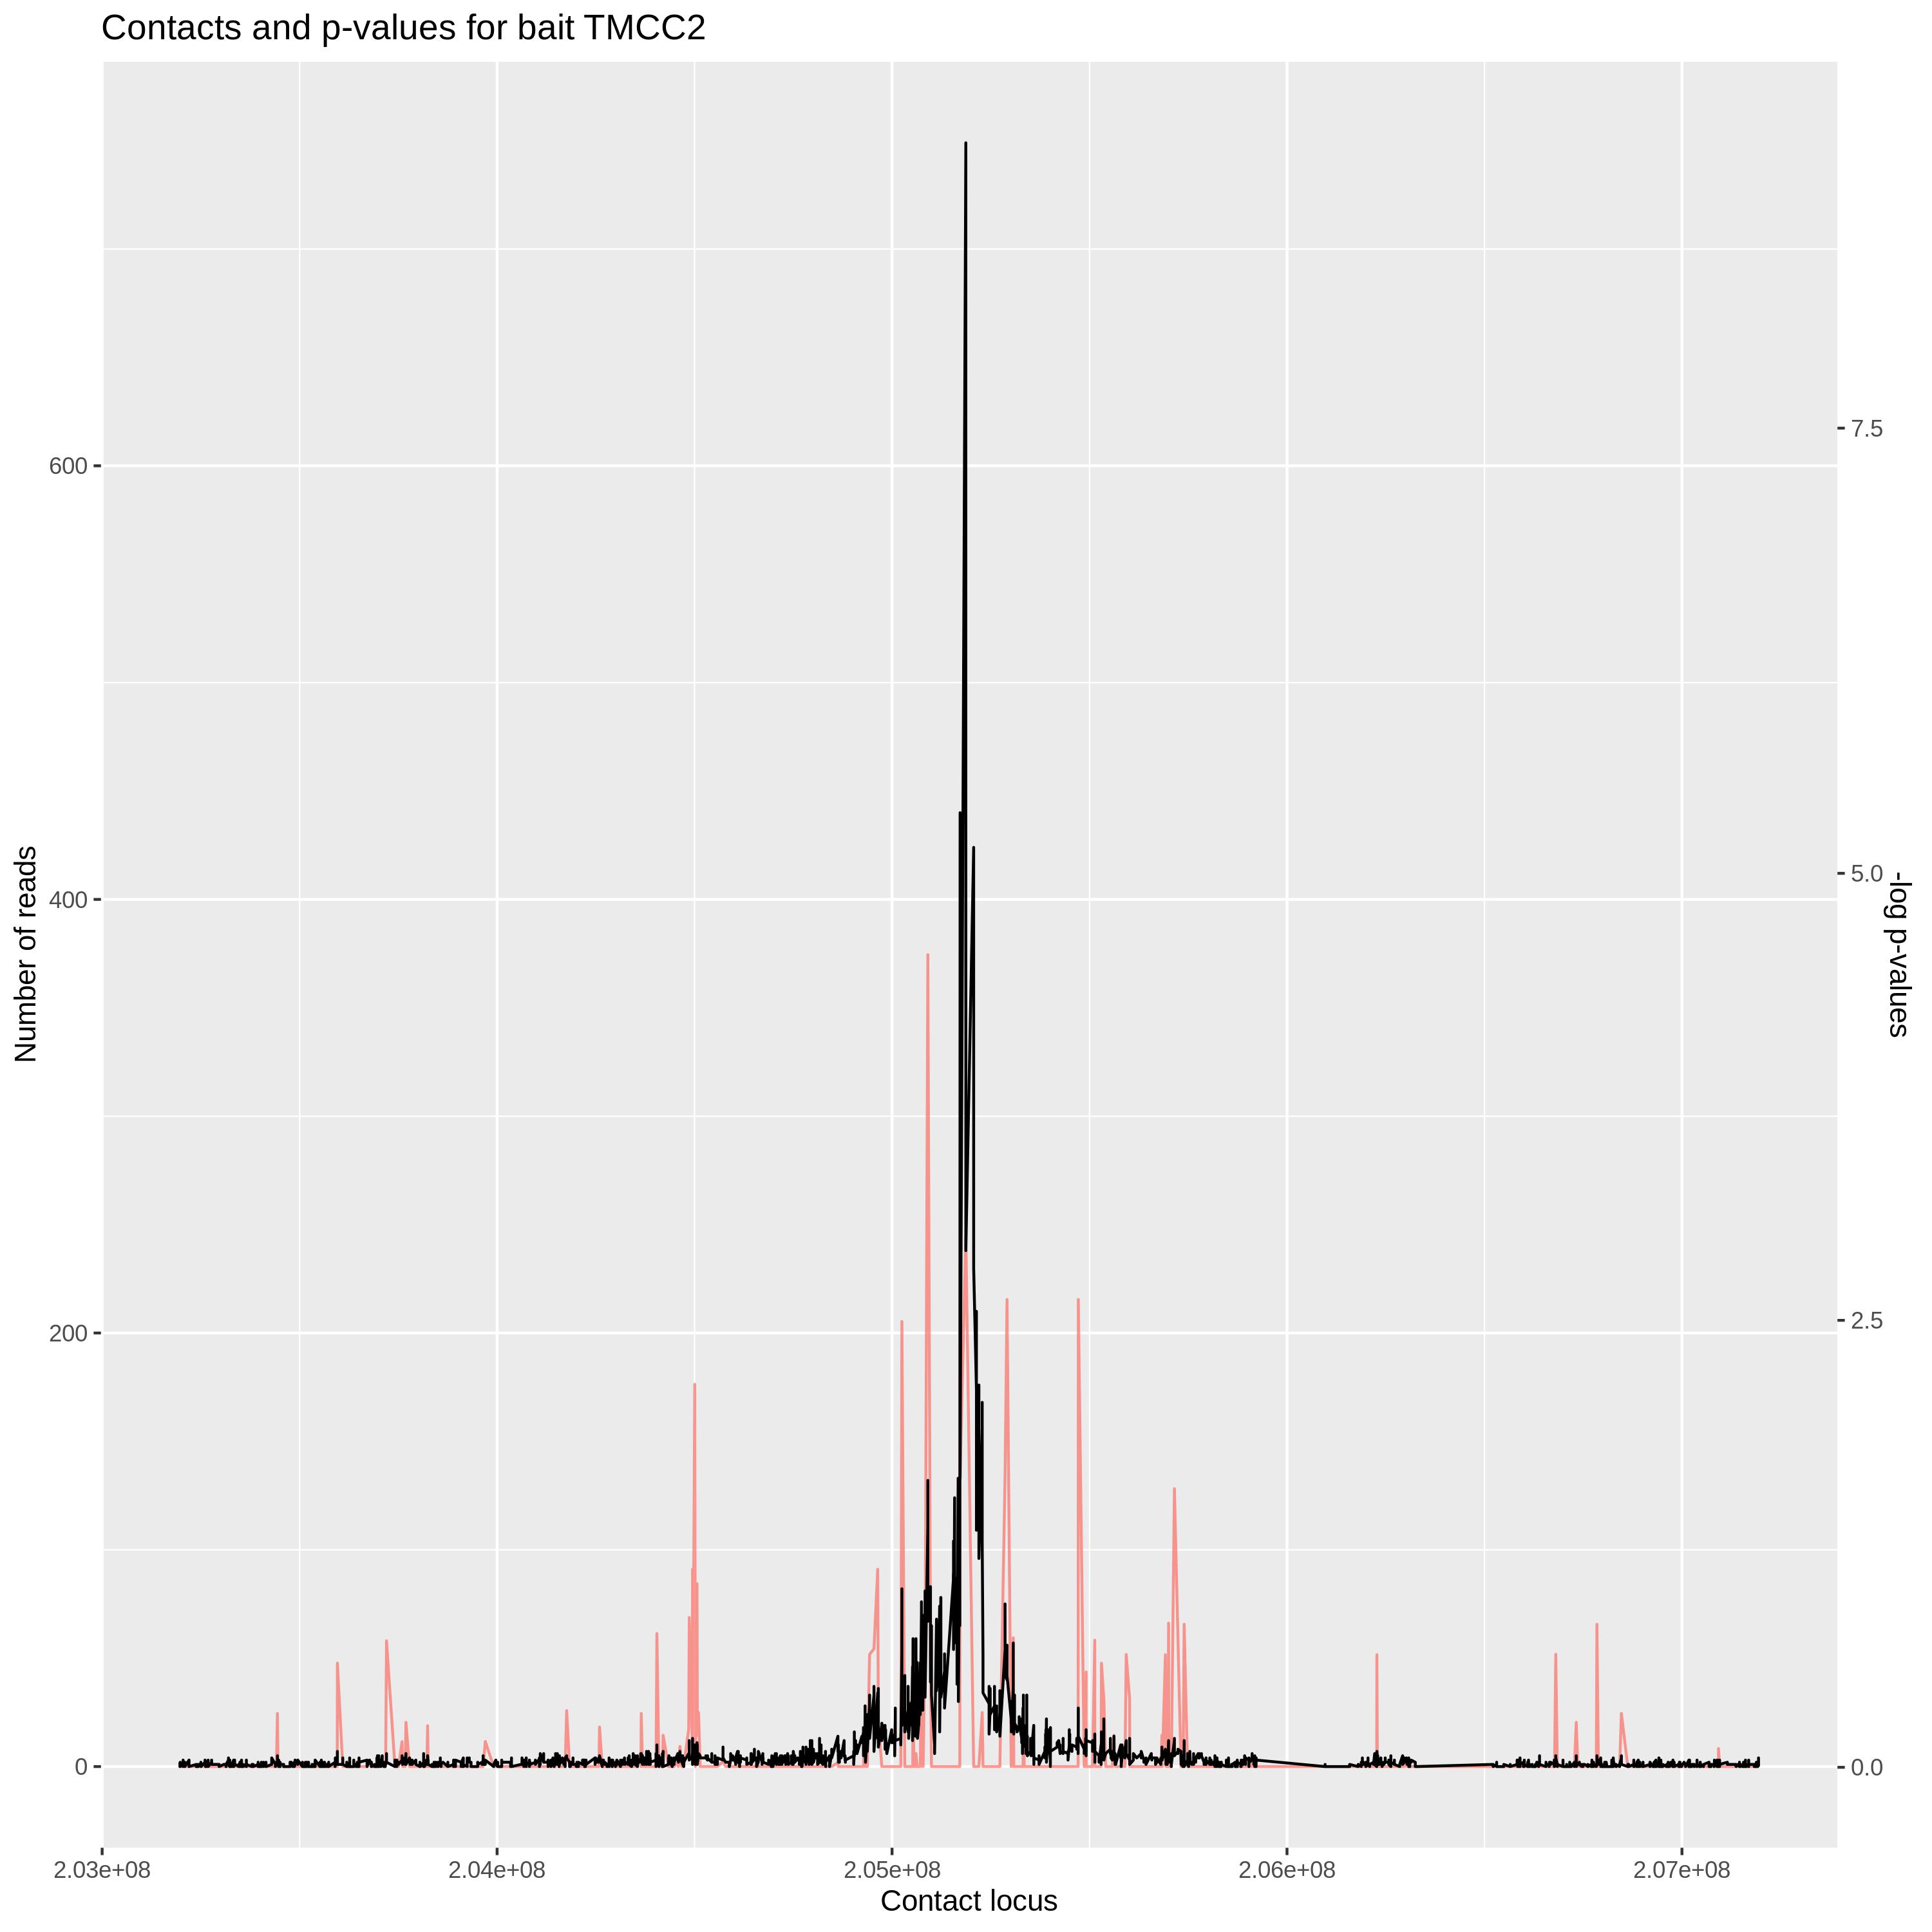 Contacts and p-values for bait TMCC2
600
400
200
0
7.5
5.0
2.5
0.0
Number of reads
-log p-values
2.03e+08
2.04e+08
2.05e+08
2.06e+08
2.07e+08
Contact locus